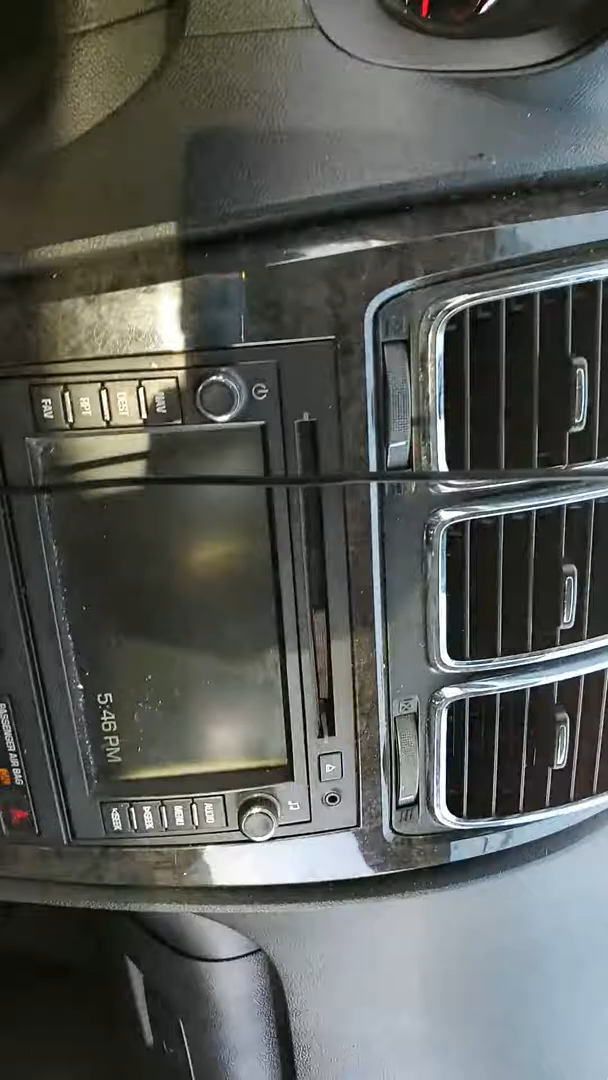 NAV
DEST
RPT
FAV
AUDIO
MENU
SEEK
SEEK
5:46 PM
PASSENGER AIR BAG